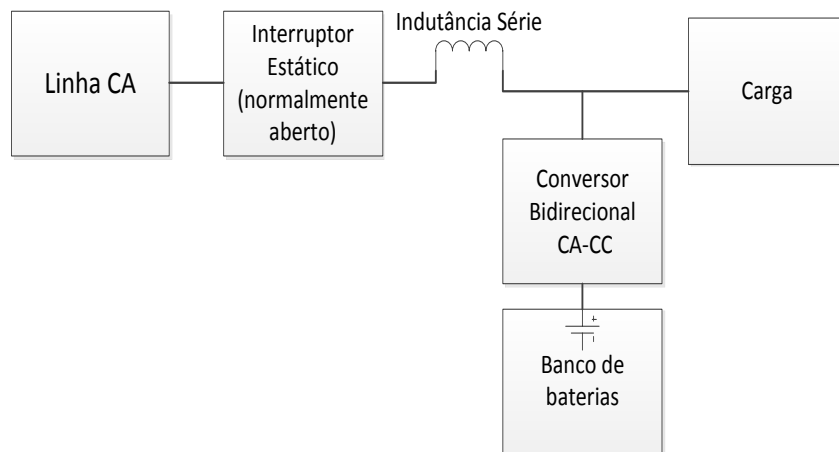 Linha CA
Interruptor
Estático
(normalmente
aberto)
Indutância Série
Carga
Conversor
Bidirecional
CA-CC
+
-
Banco de
baterias